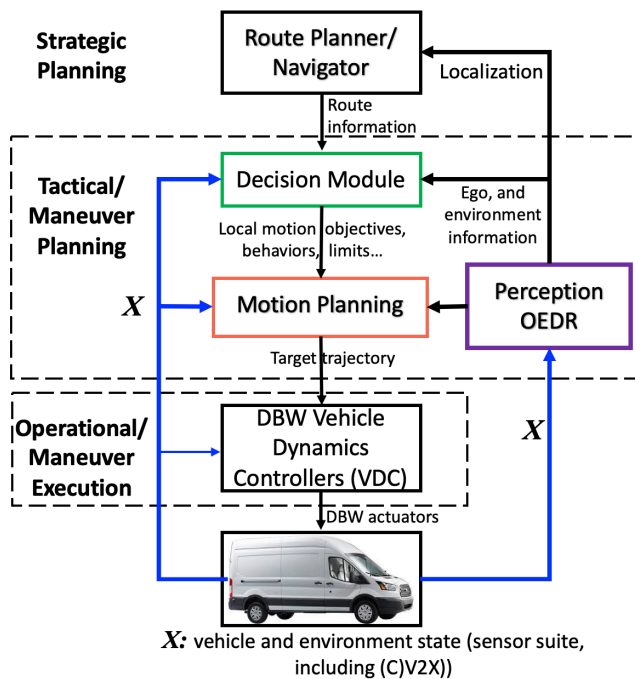 Strategic
Planning
Route Planner/
Navigator
Localization
Route
information
Tactical/
Maneuver
Planning
Decision Module
Ego, and
environment
information
Local motion objectives,
behaviors, limits...
X
Motion Planning
Perception
OEDR
Target trajectory
Operational/
Maneuver
Execution
DBW Vehicle
Dynamics
Controllers (VDC)
X
DBW actuators
X: vehicle and environment state (sensor suite,
including (C)V2X))